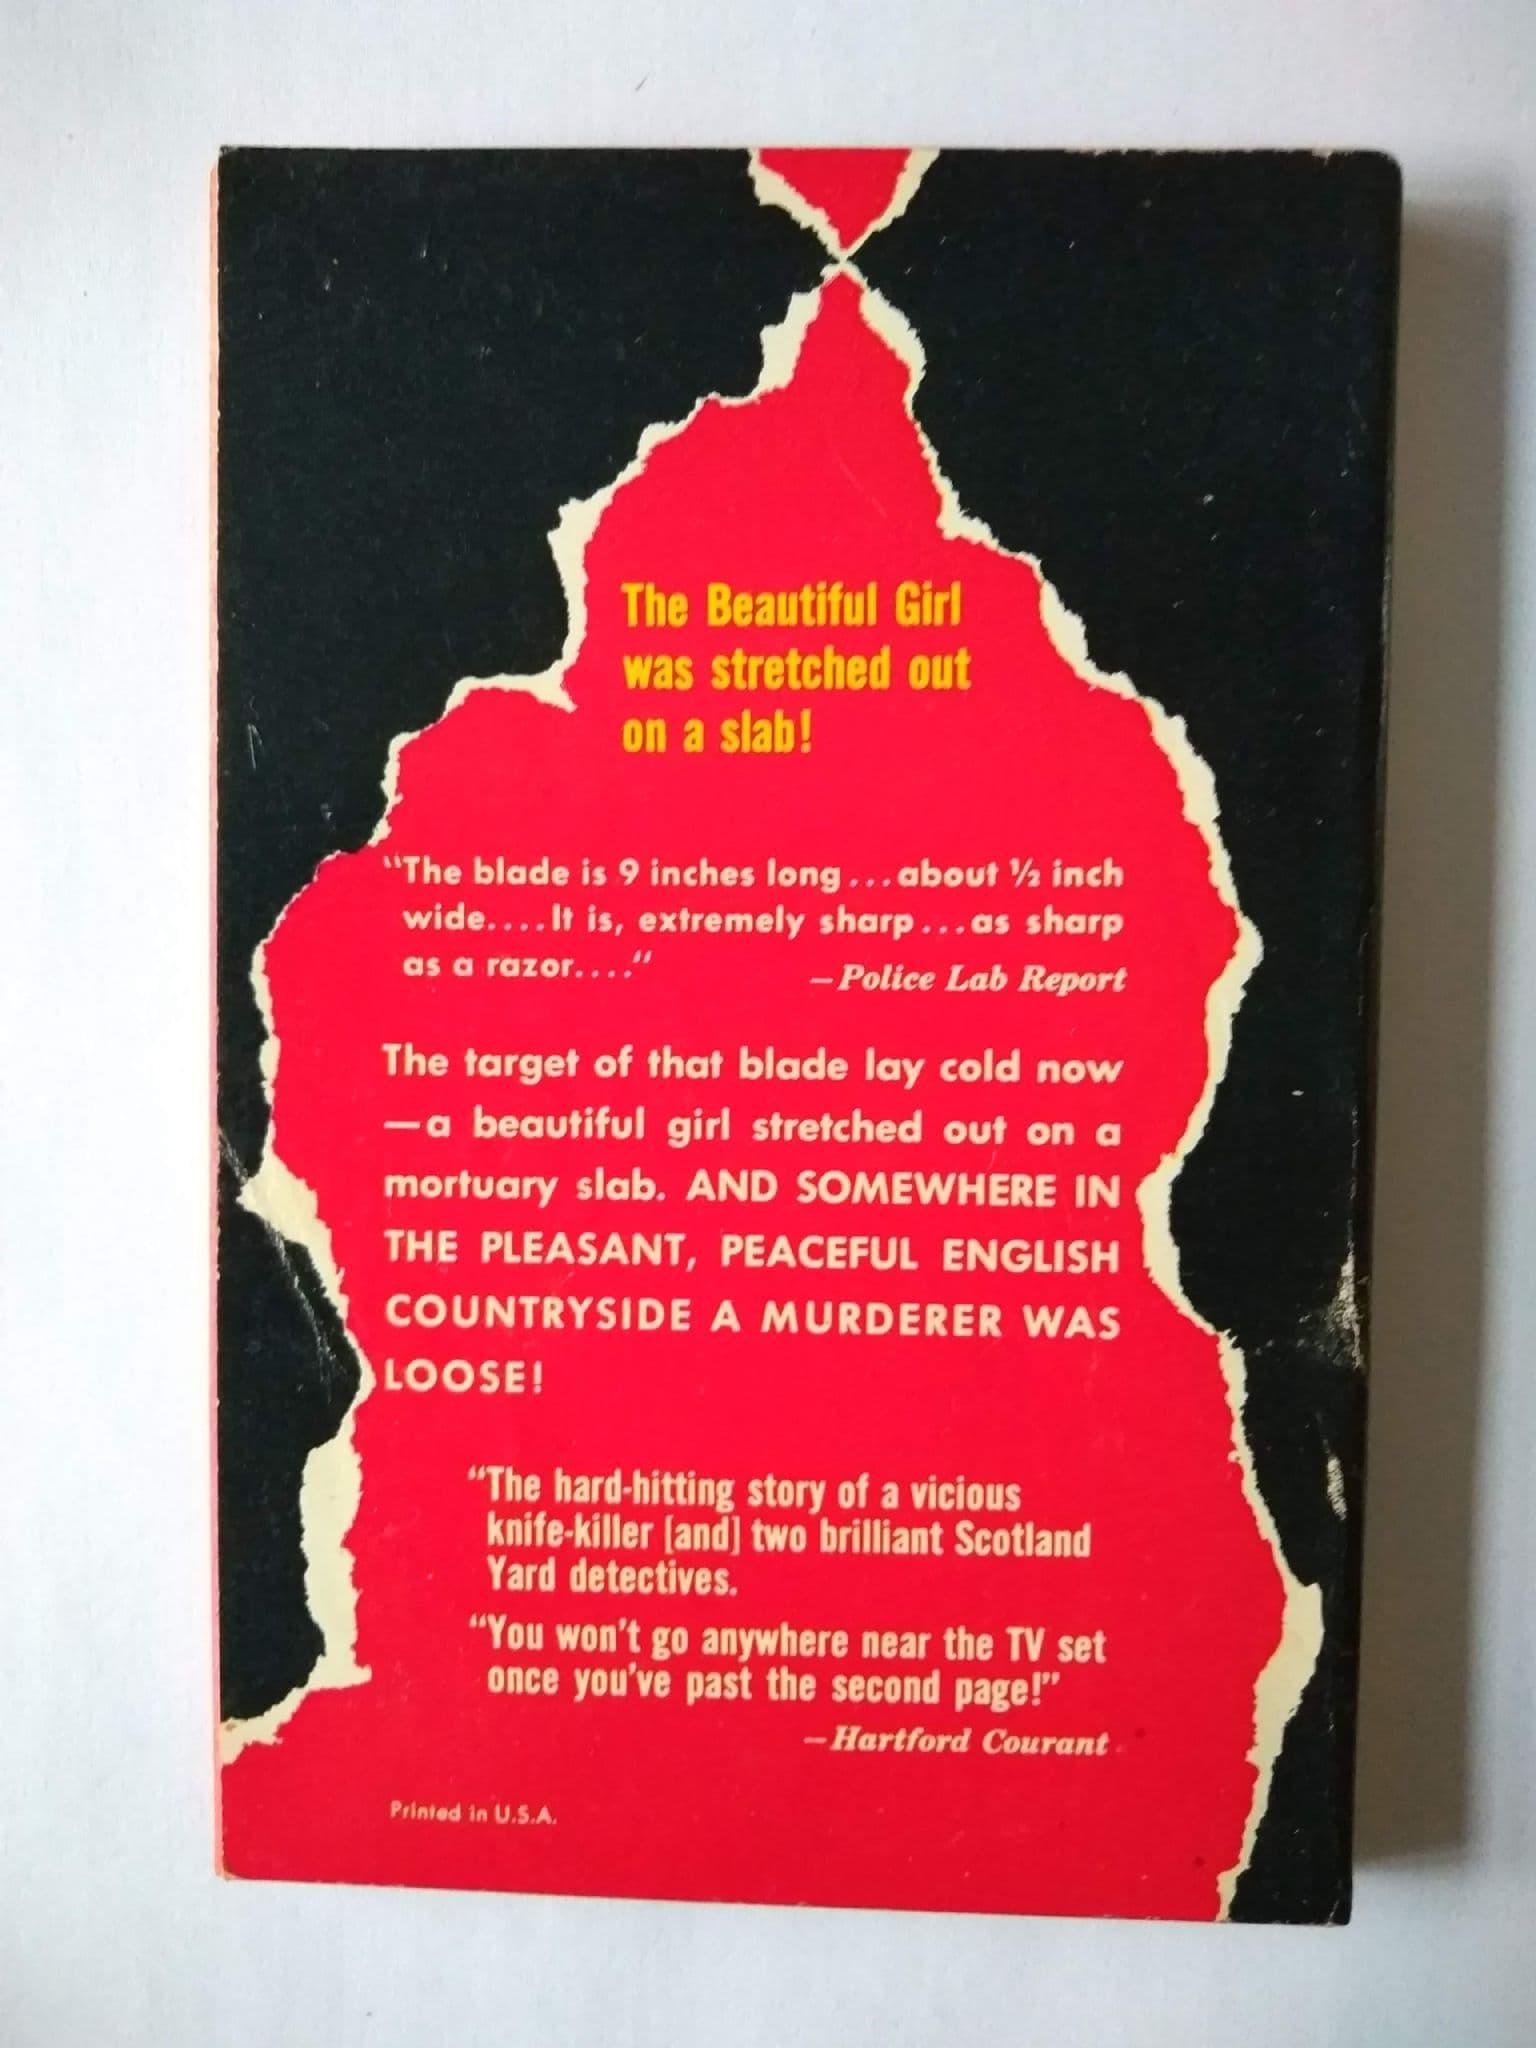 The Beautiful Girl
was stretched out
on a slab!
"The blade is 9 inches long...about ½ inch
wide....It is, extremely sharp...as sharp
as a razor...."
—Police Lab Report
The target of that blade lay cold now
—a beautiful girl stretched out on a
mortuary slab. AND SOMEWHERE IN
THE PLEASANT, PEACEFUL ENGLISH
COUNTRYSIDE A MURDERER WAS
LOOSE!
"The hard-hitting story of a vicious
knife-killer [and] two brilliant Scotland
Yard detectives.
"You won't go anywhere near the TV set
once you've past the second page!"
—Hartford Courant
Printed in U.S.A.